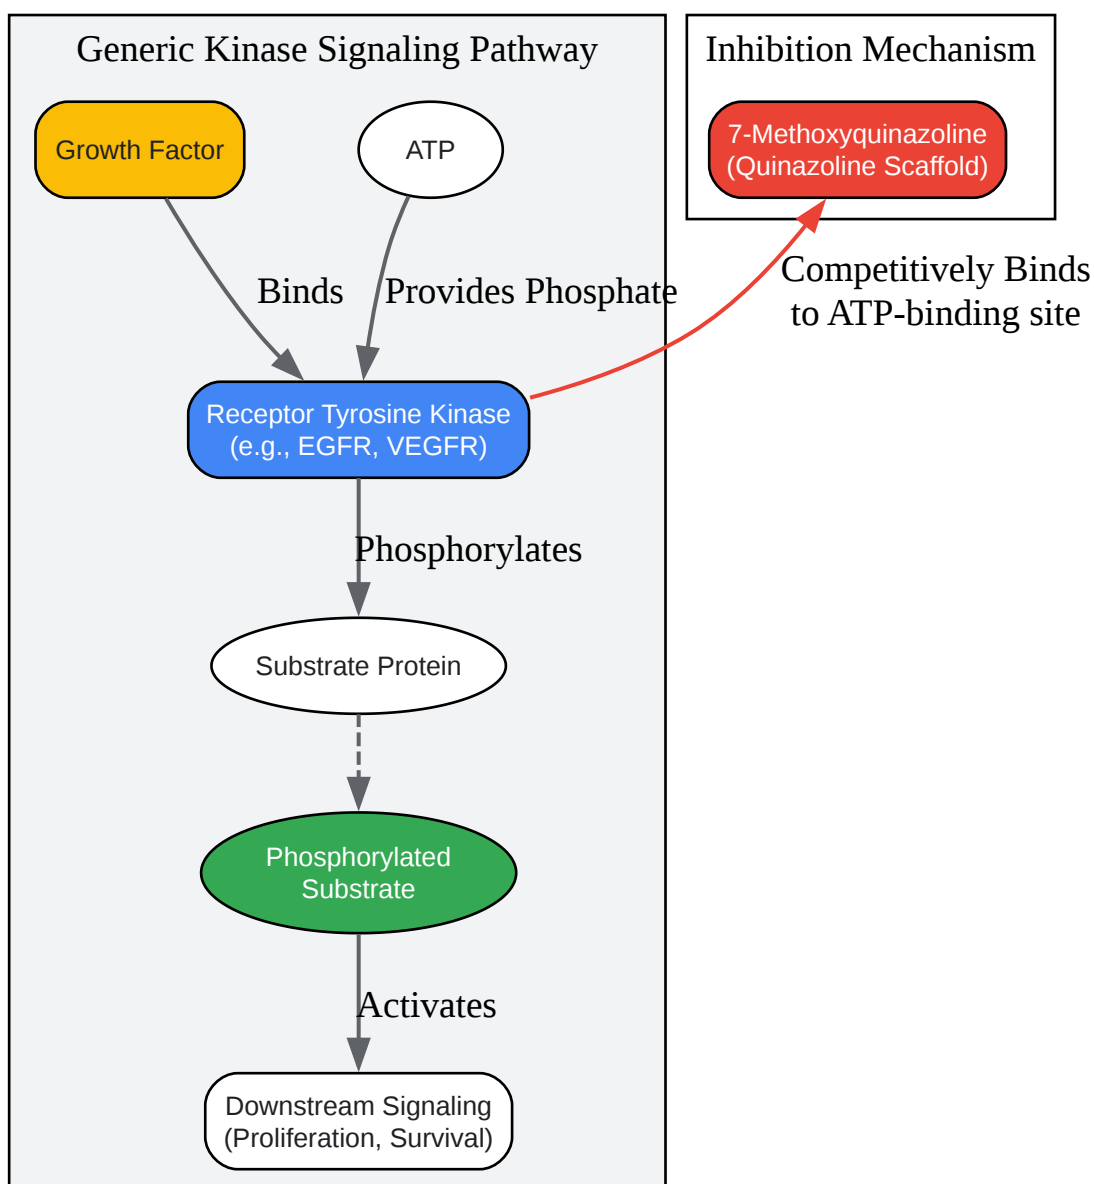 Generic Kinase Signaling Pathway
Inhibition Mechanism
Growth Factor
ATP
7-Methoxyquinazoline
(Quinazoline Scaffold)
Binds
Provides Phosphate
Competitively Binds
to ATP-binding site
Receptor Tyrosine Kinase
(e.g., EGFR, VEGFR)
Phosphorylates
Substrate Protein
Phosphorylated
Substrate
Activates
Downstream Signaling
(Proliferation, Survival)